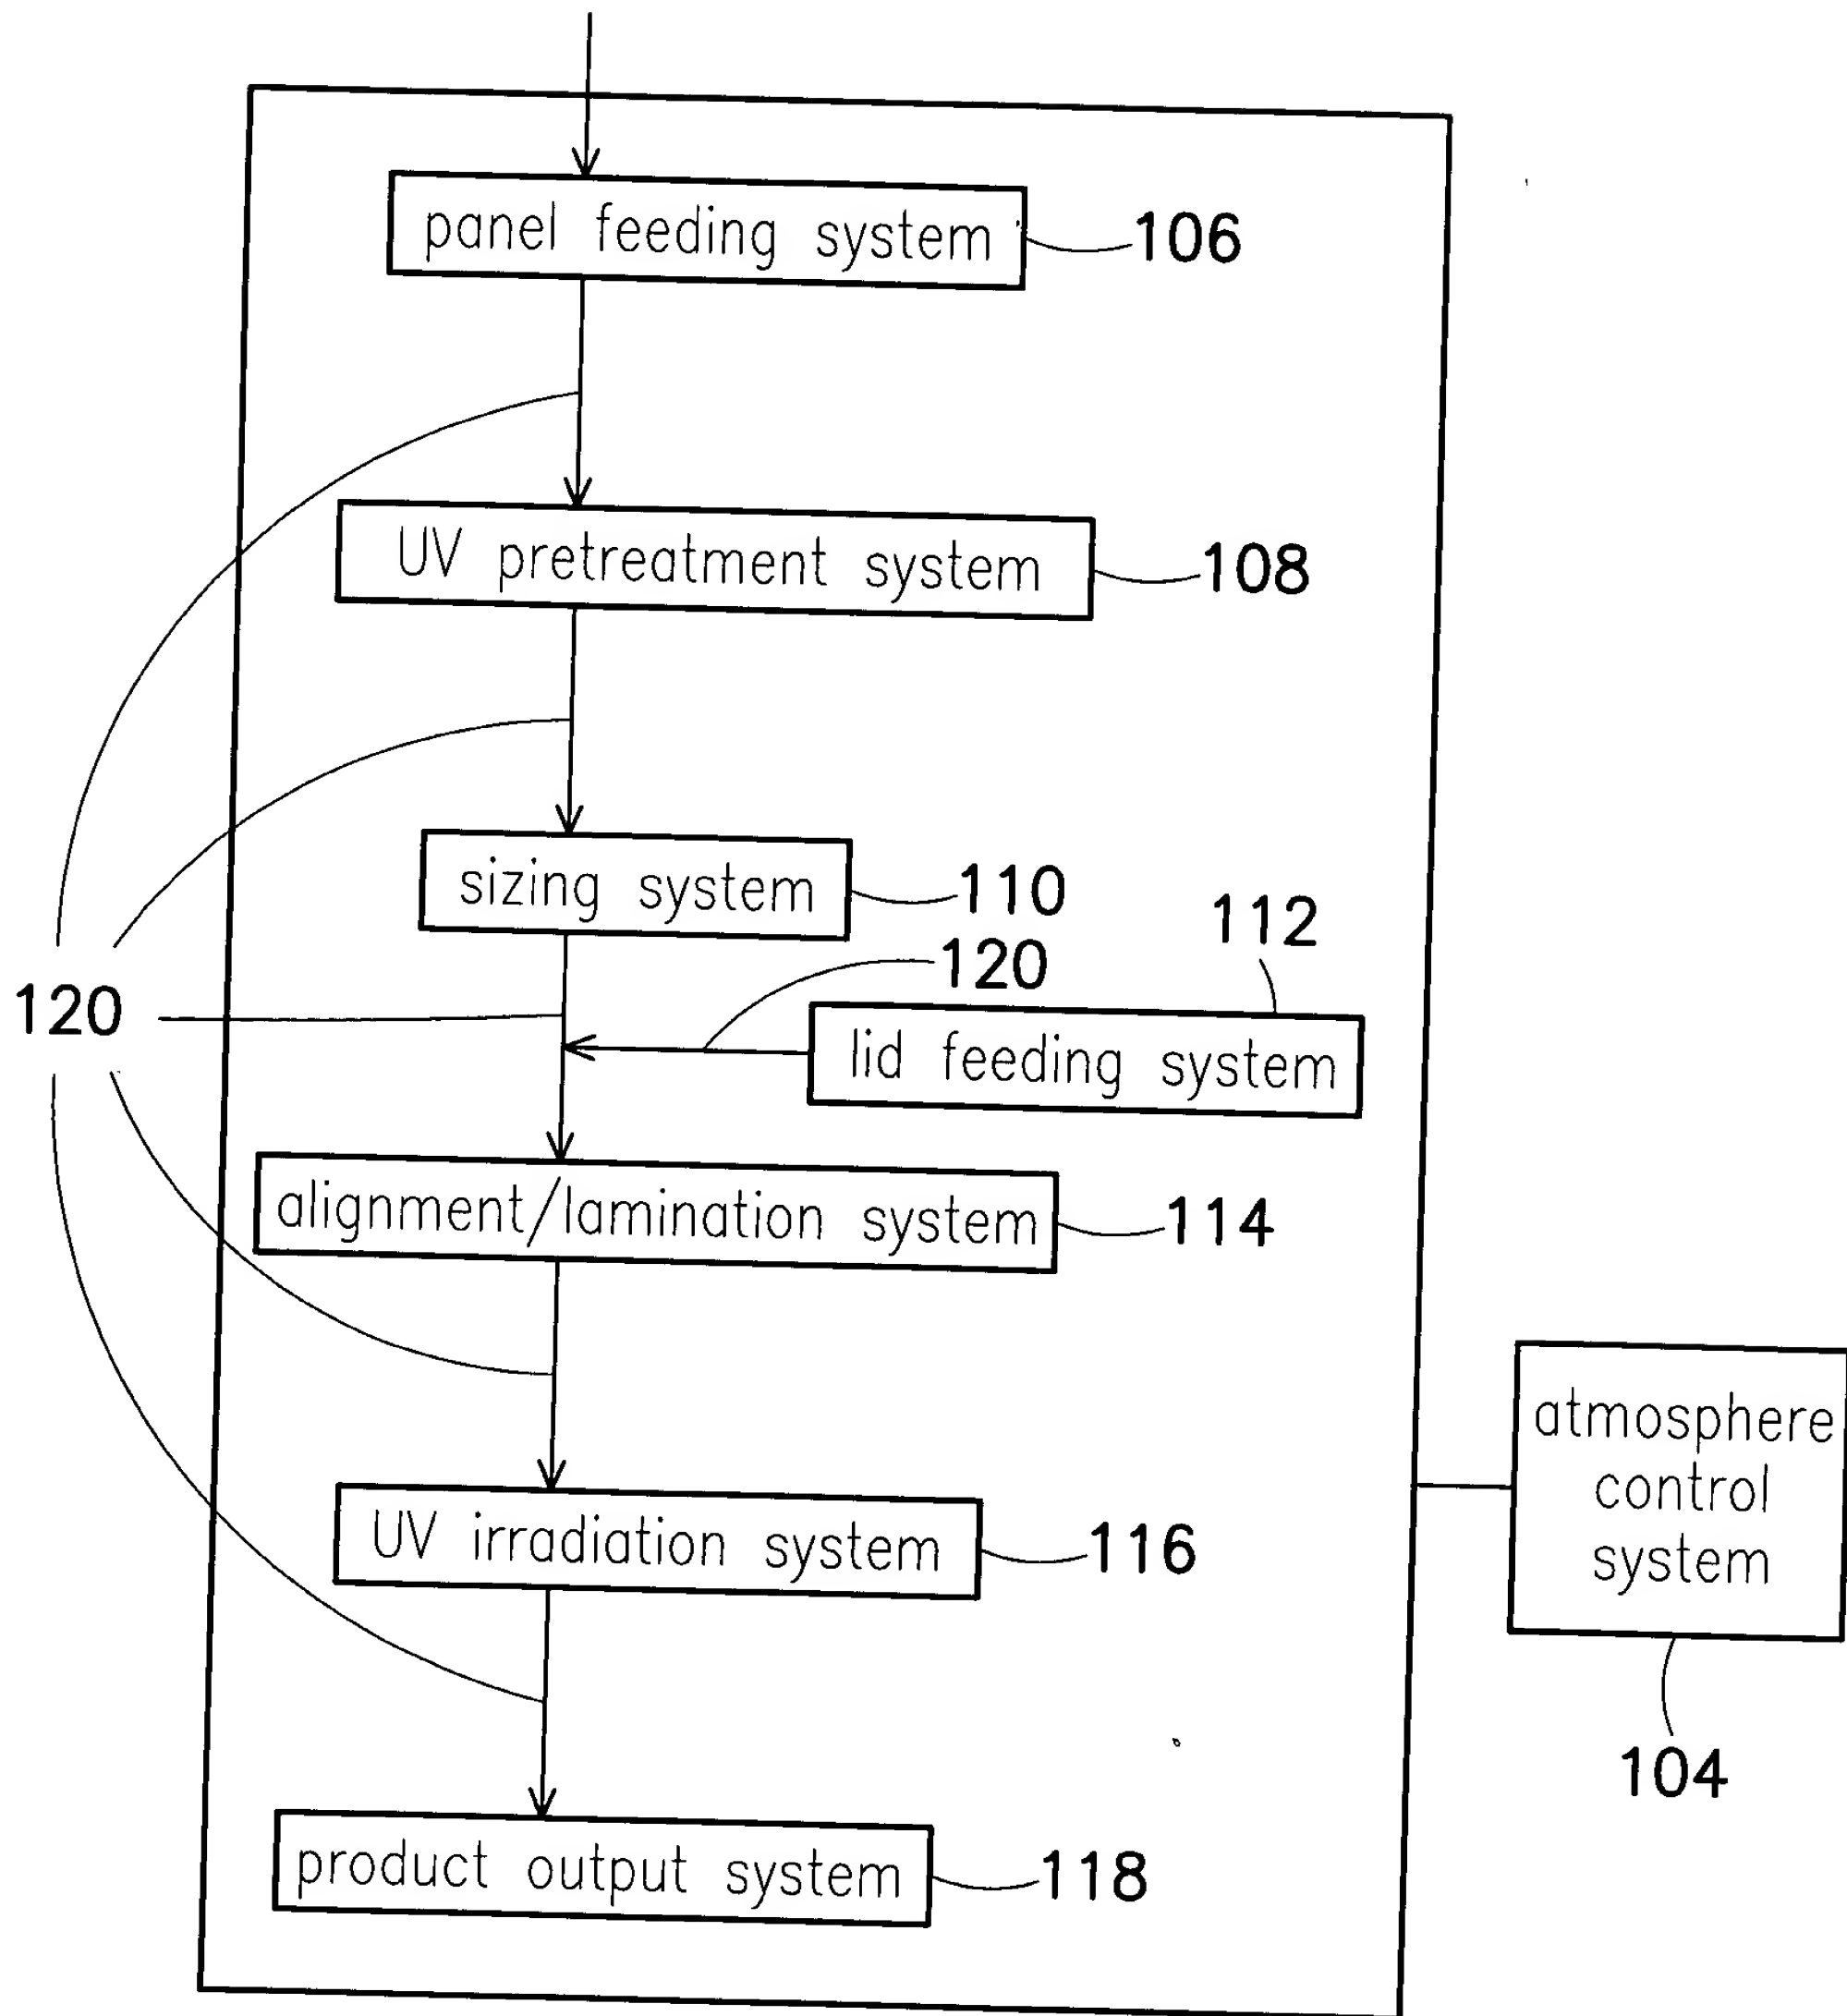 panel feeding system
106
UV pretreatment system
108
sizing system
110
112
120
120
lid feeding system
alignment/lamination system
114
atmosphere
control
system
UV irradiation system
116
104
product output system
118